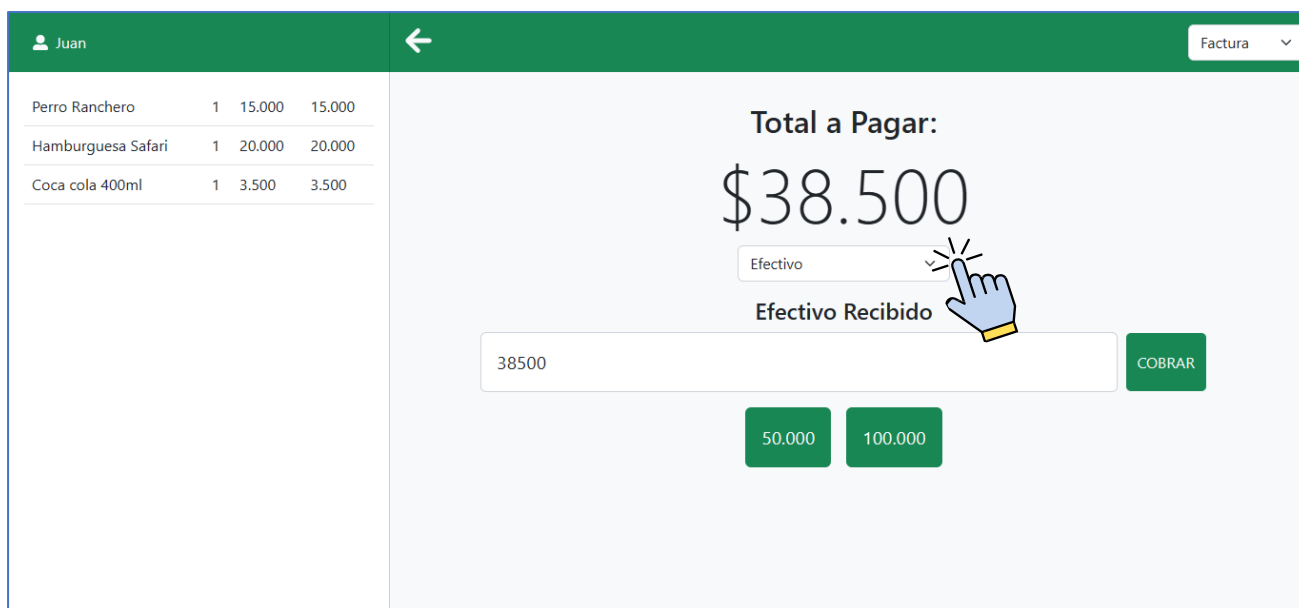 Juan
Factura
Perro Ranchero 1 15.000 15.000
Hamburguesa Safari 1 20.000 20.000
Coca cola 400ml 1 3.500 3.500
Total a Pagar:
$38.500
Efectivo
Efectivo Recibido
38500
COBRAR
50.000 100.000